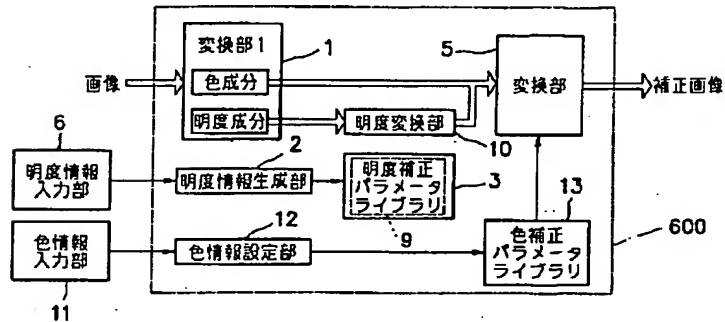 変換部1
1
5
画像
色成分
変換部
補正画像
明度成分
明度変換部
10
6
2
明度情報
入力部
明度情報生成部
明度補正
パラメータ
ライブラリ
3
9
13
12
色情報
入力部
色情報設定部
色補正
パラメータ
ライブラリ
600
11